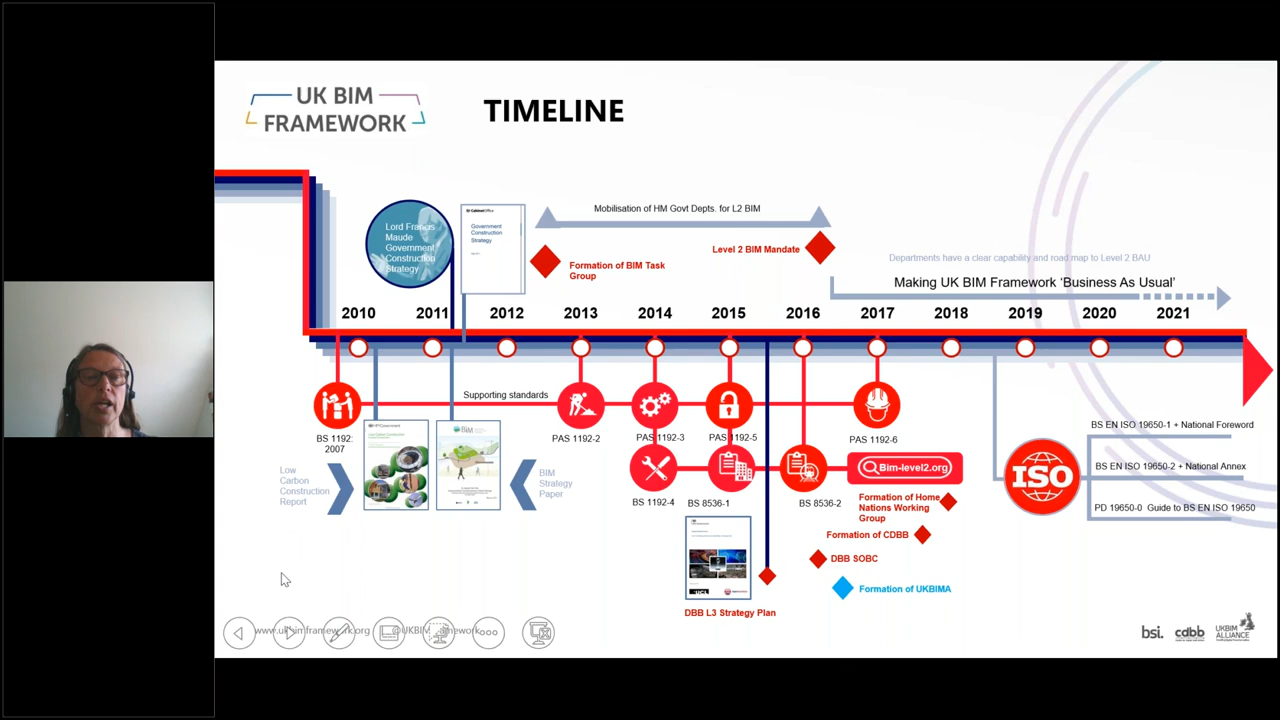 UK BIM
FRAMEWORK
TIMELINE
Lord Francis
Maude
Government
Construction
Strategy
CabinetOffice
Government
Construction
Strategy
Mobilisation of HM Govt Depts. for L2 BIM
Formation of BIM Task
Group
Level 2 BIM Mandate
Departments have a clear capability and road map to Level 2 BAU
Making UK BIM Framework ‘Business As Usual’
2010 2011 2012 2013 2014 2015 2016 2017 2018 2019 2020 2021
Supporting standards
BS 1192:
2007
PAS 1192-2
PAS 1192-3
PAS 1192-5
PAS 1192-6
Low
Carbon
Construction
Report
BIM
BIM
Strategy
Paper
BS 1192-4
BS 8536-1
BS 8536-2
Bim-level2.org
Formation of Home
Nations Working
Group
Formation of CDBB
DBB SOBC
Formation of UKBIMA
UCL
DBB L3 Strategy Plan
ISO
BS EN ISO 19650-1 + National Foreword
BS EN ISO 19650-2 + National Annex
PD 19650-0 Guide to BS EN ISO 19650
bsi.
cdbb
UKBIM
ALLIANCE